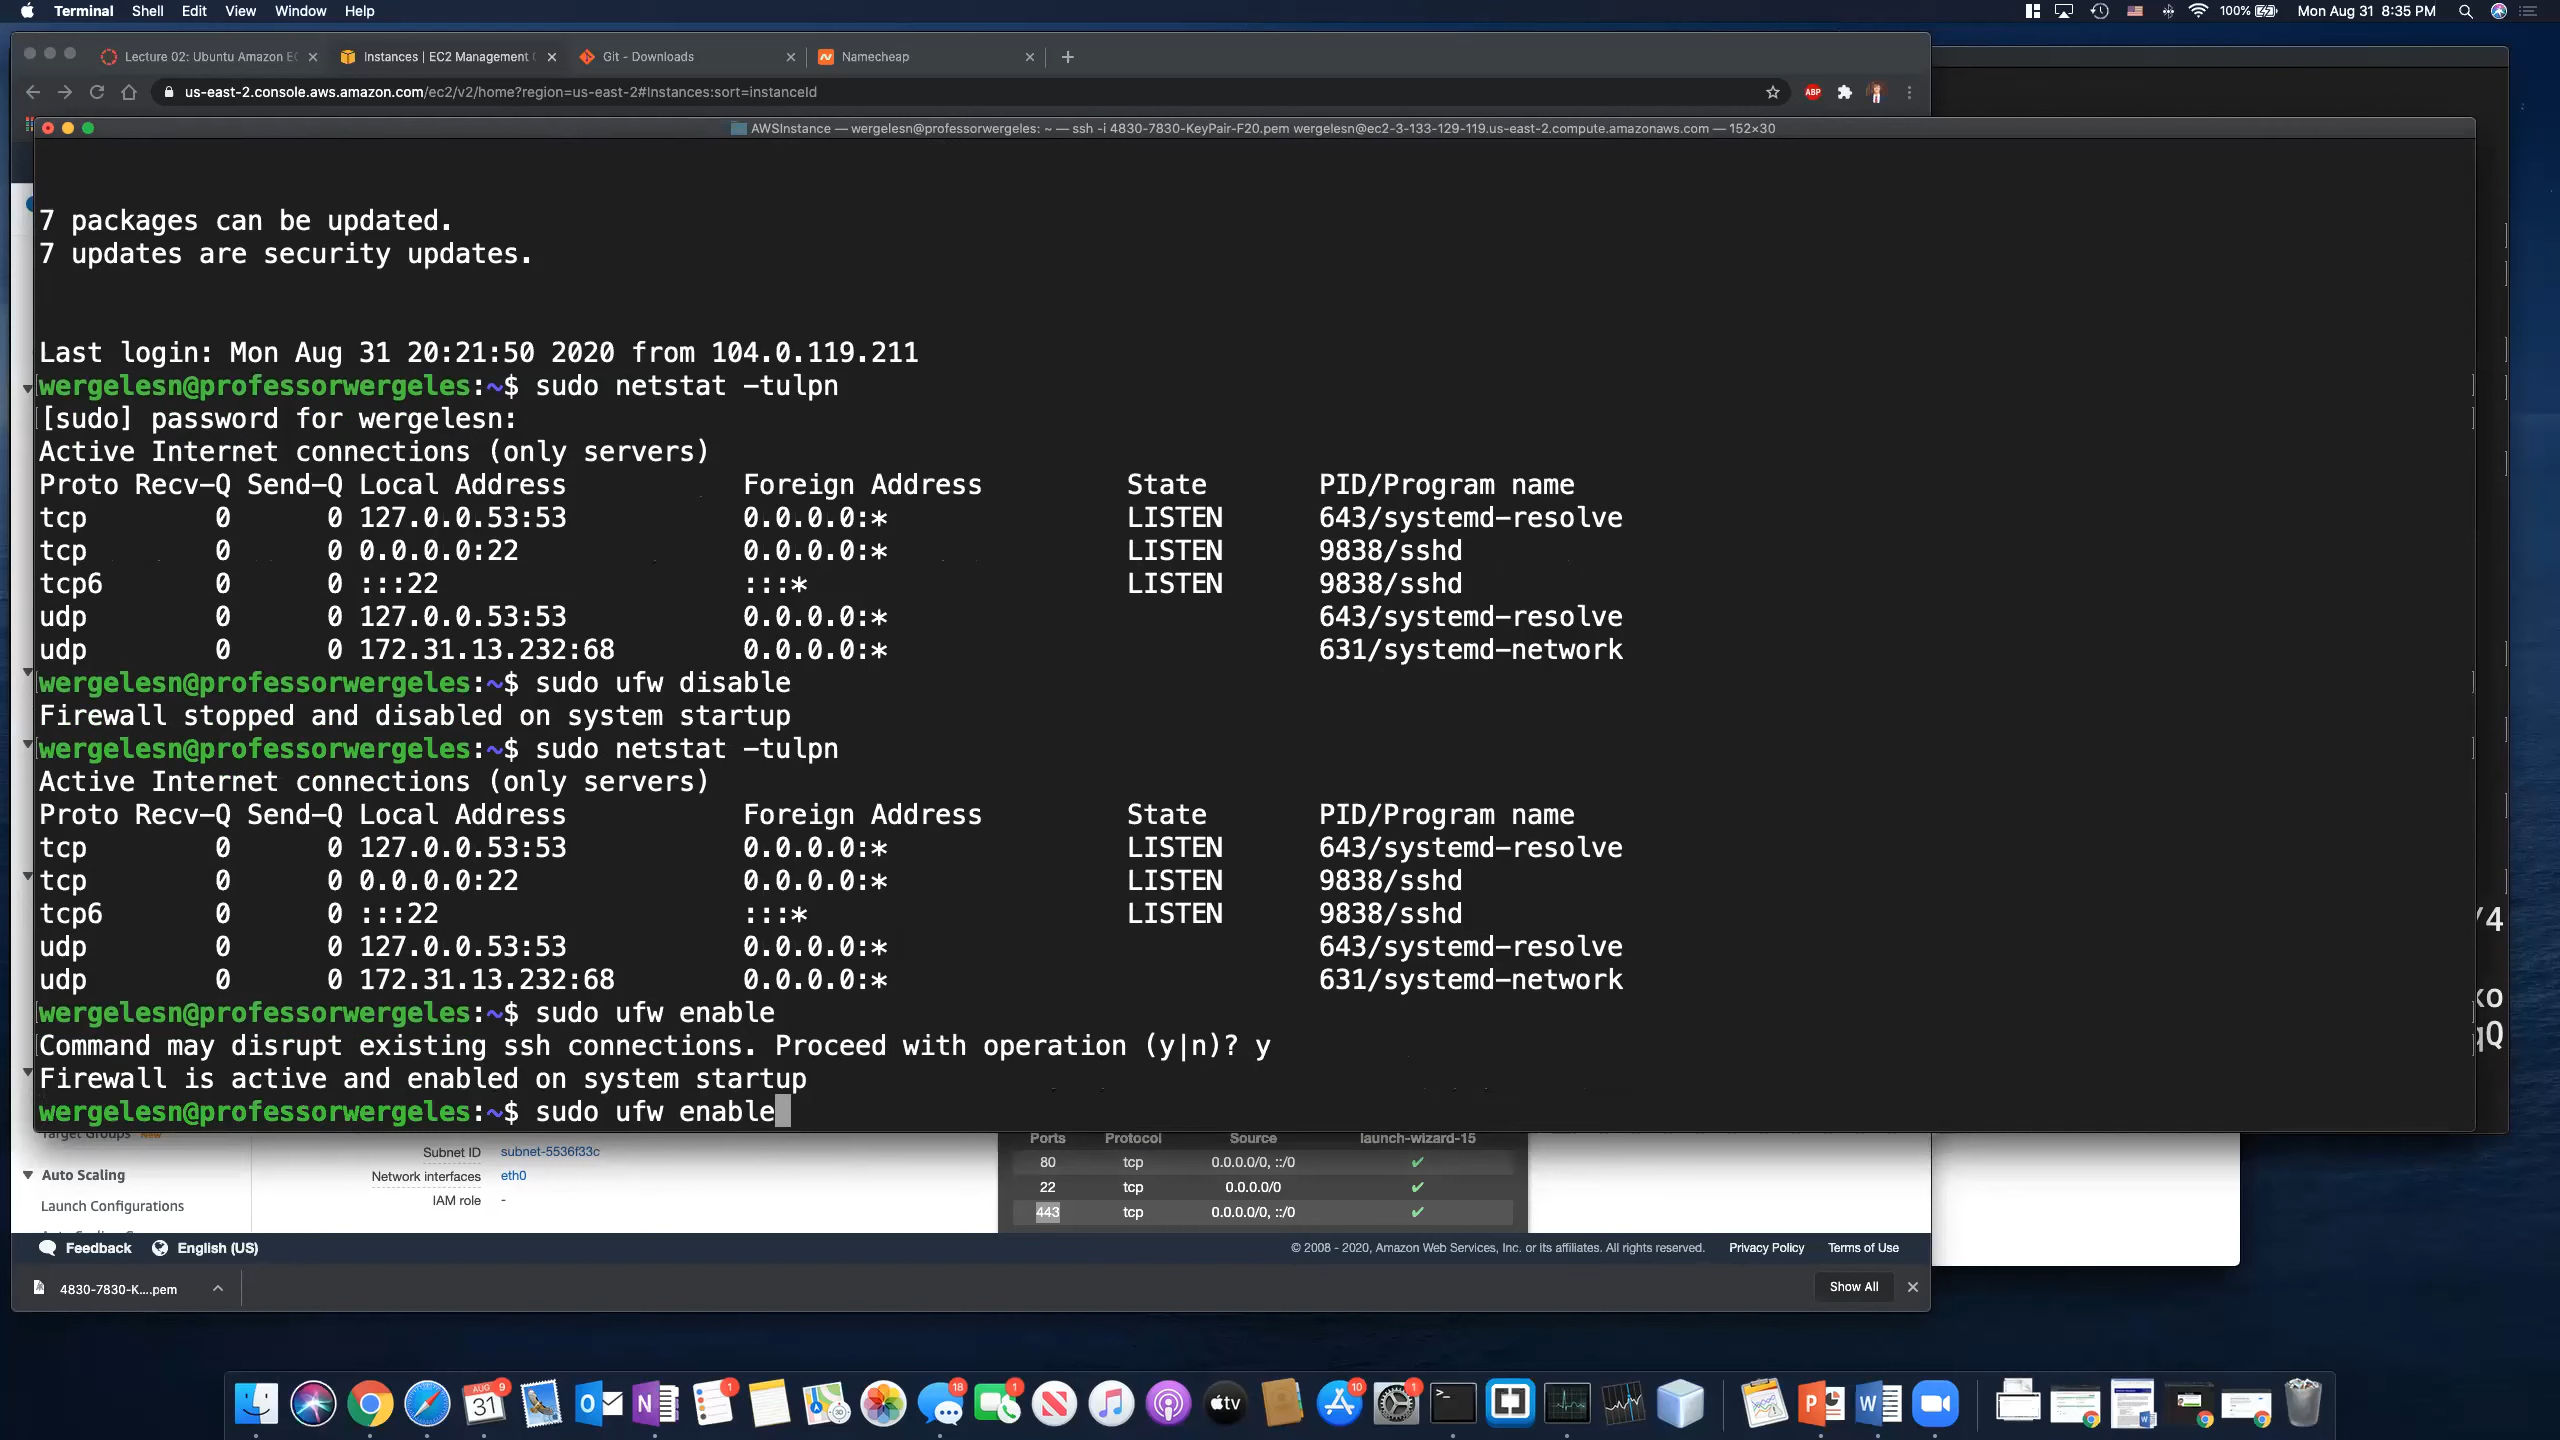 Terminal Shell Edit View Window Help 100% Mon Aug 31 8:35 PM
Lecture 02: Ubuntu Amazon EC Instances | EC2 Management Git - Downloads Namecheap
us-east-2.console.aws.amazon.com/ec2/v2/home?region=us-east-2#Instances:sort=instanceId ABP
AWSInstance — wergelesn@professorwergeles: ~ — ssh -i 4830-7830-KeyPair-F20.pem wergelesn@ec2-3-133-129-119.us-east-2.compute.amazonaws.com — 152×30
7 packages can be updated.
7 updates are security updates.
Last login: Mon Aug 31 20:21:50 2020 from 104.0.119.211
wergelesn@professorwergeles:~$ sudo netstat -tulpn
[sudo] password for wergelesn:
Active Internet connections (only servers)
Proto Recv-Q Send-Q Local Address Foreign Address State PID/Program name
tcp 0 0 127.0.0.53:53 0.0.0.0:* LISTEN 643/systemd-resolve
tcp 0 0 0.0.0.0:22 0.0.0.0:* LISTEN 9838/sshd
tcp6 0 0 :::22 :::* LISTEN 9838/sshd
udp 0 0 127.0.0.53:53 0.0.0.0:* 643/systemd-resolve
udp 0 0 172.31.13.232:68 0.0.0.0:* 631/systemd-network
wergelesn@professorwergeles:~$ sudo ufw disable
Firewall stopped and disabled on system startup
wergelesn@professorwergeles:~$ sudo netstat -tulpn
Active Internet connections (only servers)
Proto Recv-Q Send-Q Local Address Foreign Address State PID/Program name
tcp 0 0 127.0.0.53:53 0.0.0.0:* LISTEN 643/systemd-resolve
tcp 0 0 0.0.0.0:22 0.0.0.0:* LISTEN 9838/sshd
tcp6 0 0 :::22 :::* LISTEN 9838/sshd
udp 0 0 127.0.0.53:53 0.0.0.0:* 643/systemd-resolve
udp 0 0 172.31.13.232:68 0.0.0.0:* 631/systemd-network
wergelesn@professorwergeles:~$ sudo ufw enable
Command may disrupt existing ssh connections. Proceed with operation (y|n)? y
Firewall is active and enabled on system startup
wergelesn@professorwergeles:~$ sudo ufw enable
Target Groups New
Ports Protocol Source launch-wizard-15
Subnet ID subnet-5536f33c
80 tcp 0.0.0.0/0, ::/0 ✔
Auto Scaling
Network interfaces eth0
22 tcp 0.0.0.0/0 ✔
IAM role -
Launch Configurations
443 tcp 0.0.0.0/0, ::/0 ✔
Feedback English (US) © 2008 - 2020, Amazon Web Services, Inc. or its affiliates. All rights reserved. Privacy Policy Terms of Use
4830-7830-K....pem Show All